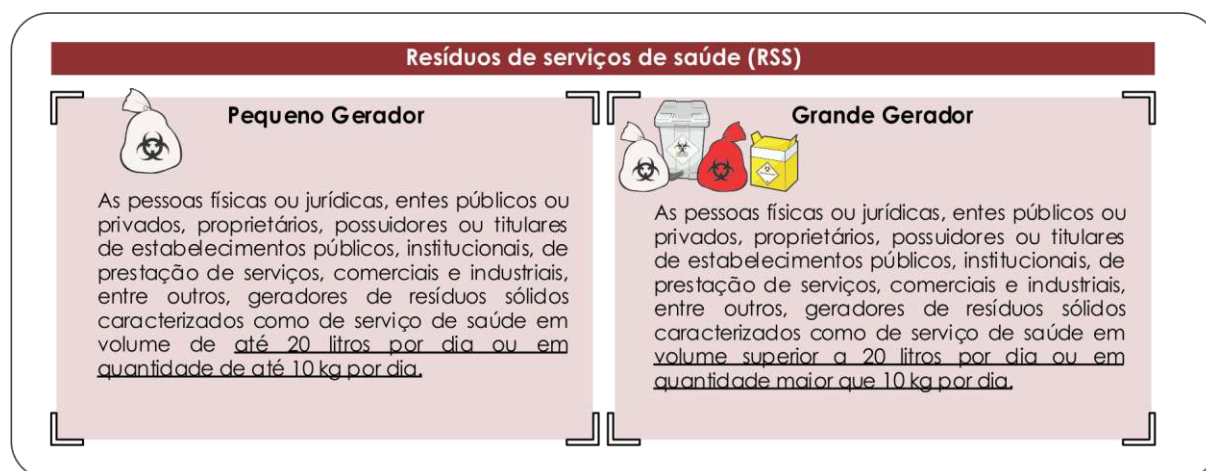 Resíduos de serviços de saúde (RSS)
Pequeno Gerador
As pessoas físicas ou jurídicas, entes públicos ou
privados, proprietários, possuidores ou titulares
de estabelecimentos públicos, institucionais, de
prestação de serviços, comerciais e industriais,
entre outros, geradores de resíduos sólidos
caracterizados como de serviço de saúde em
volume de até 20 litros por dia ou em
quantidade de até 10 kg por dia.
Grande Gerador
As pessoas físicas ou jurídicas, entes públicos ou
privados, proprietários, possuidores ou titulares
de estabelecimentos públicos, institucionais, de
prestação de serviços, comerciais e industriais,
entre outros, geradores de resíduos sólidos
caracterizados como de serviço de saúde em
volume superior a 20 litros por dia ou em
quantidade maior que 10 kg por dia.